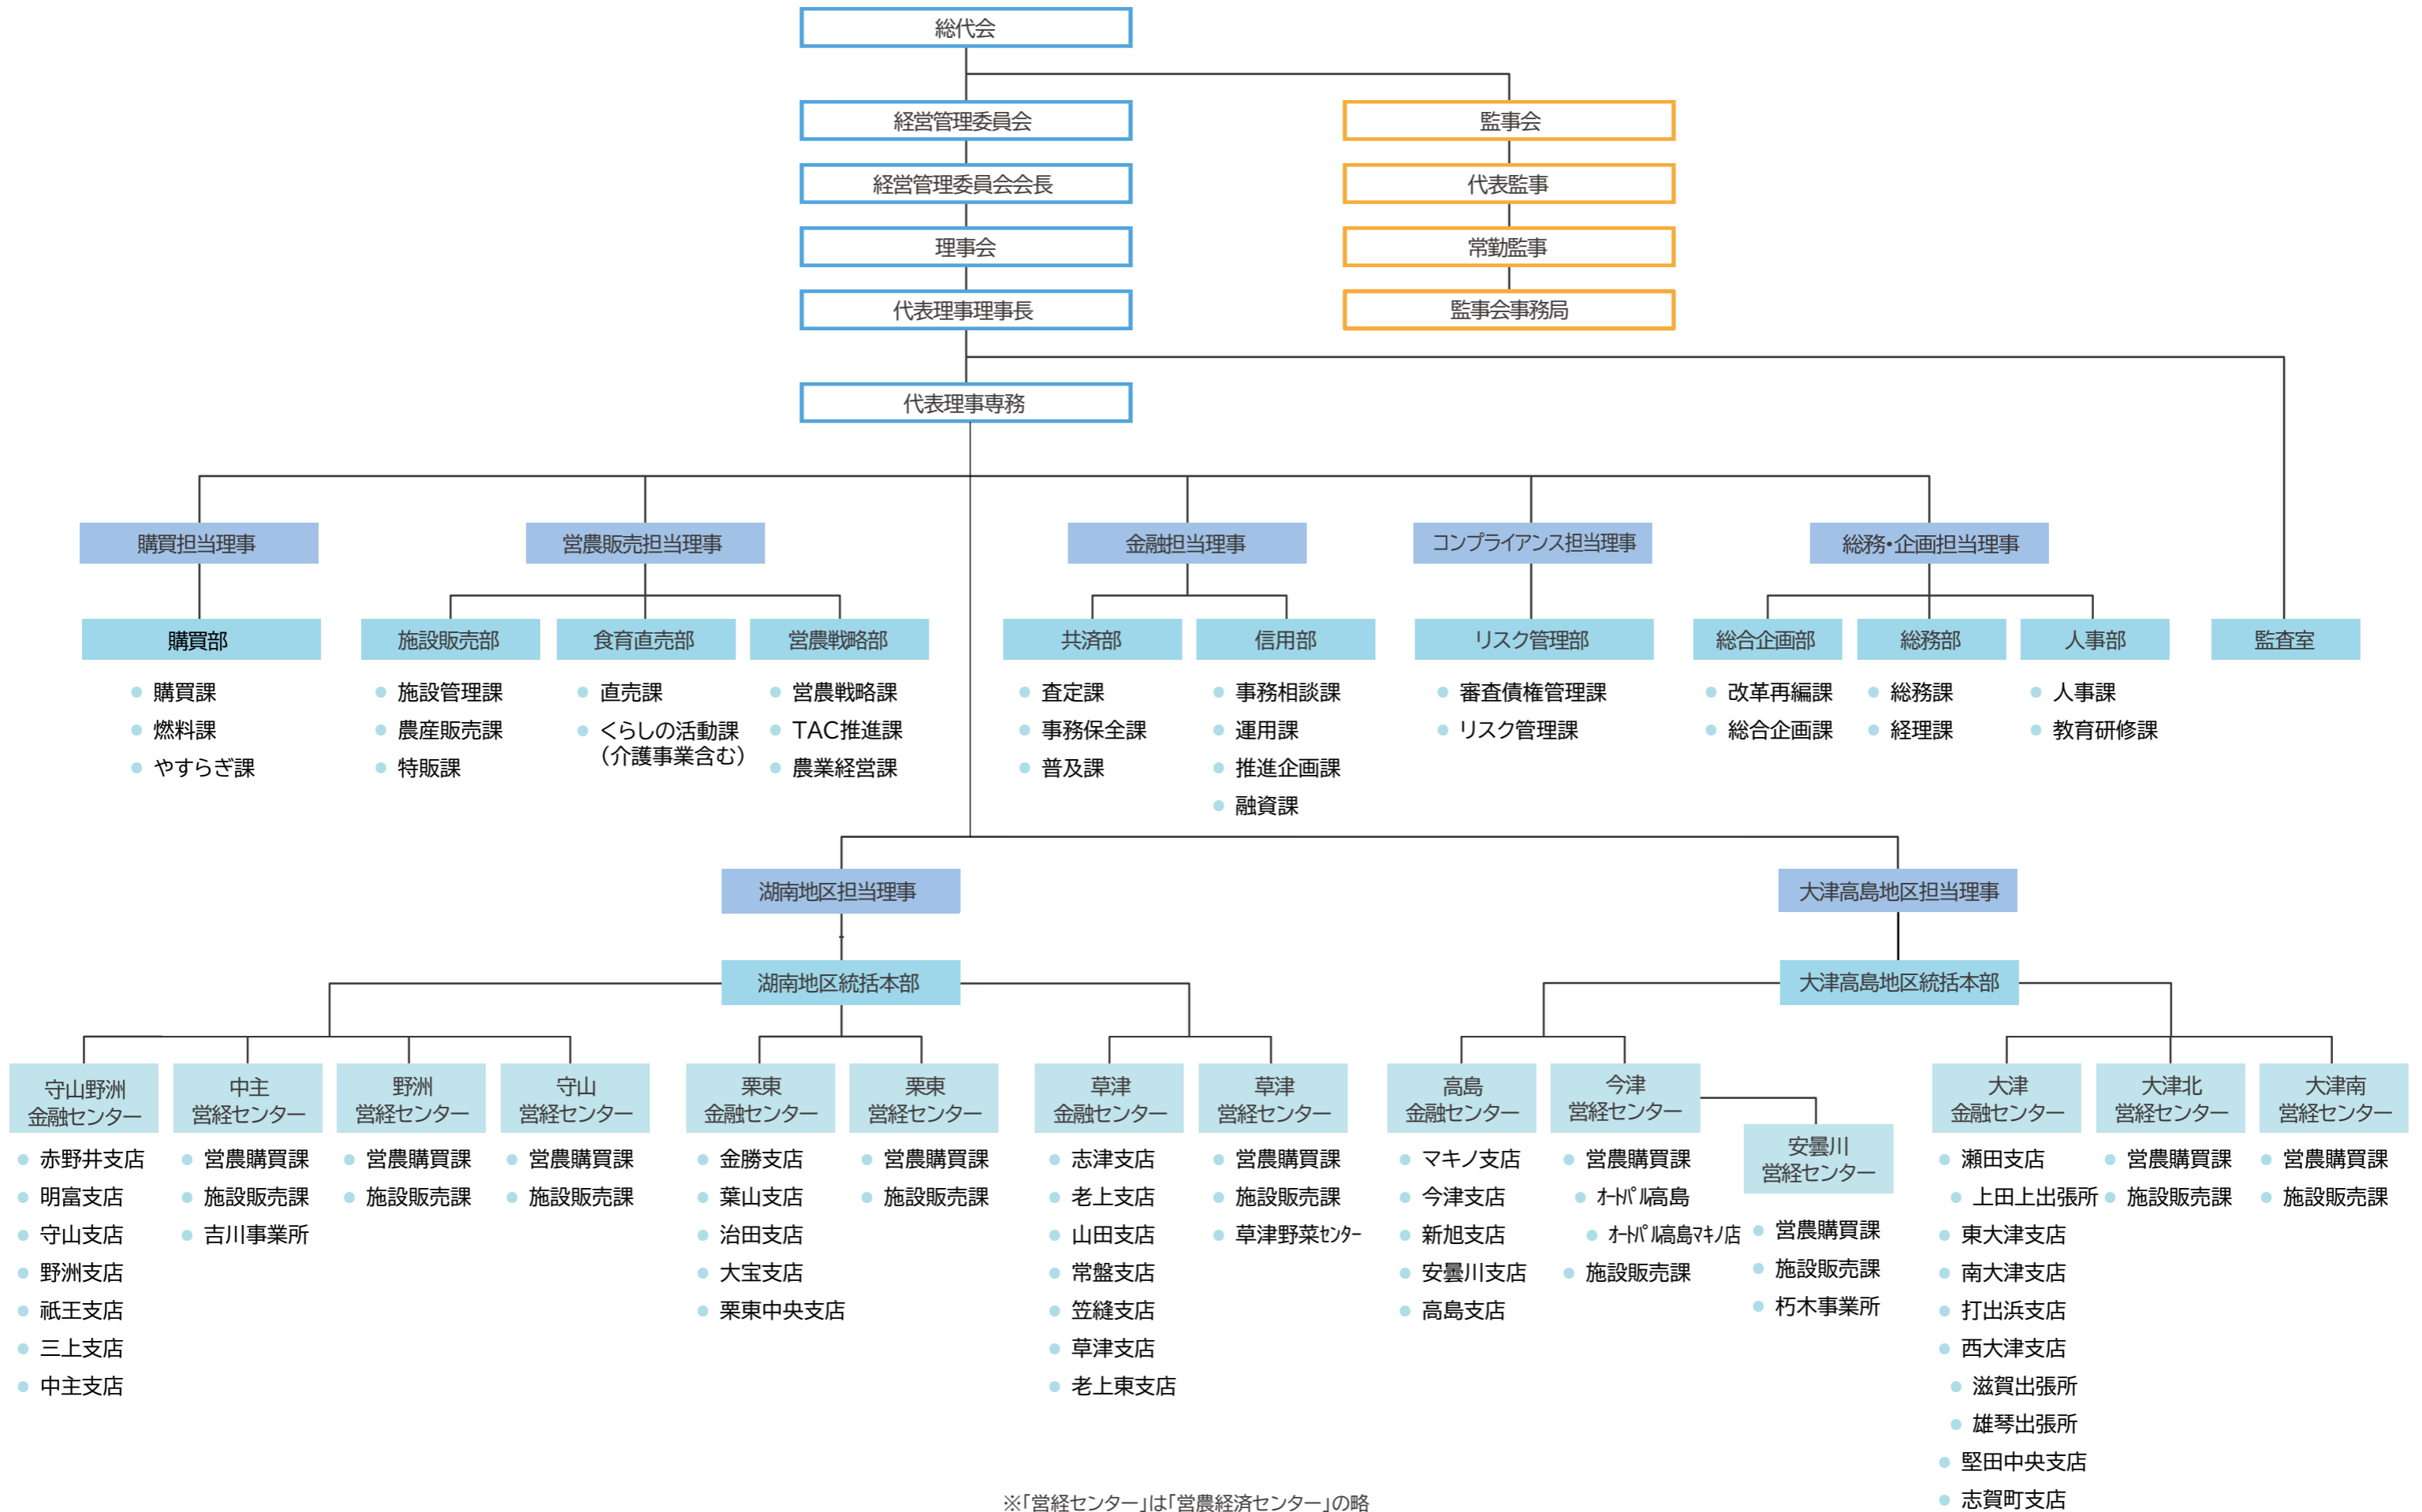 総代会
経営管理委員会
監事会
経営管理委員会会長
代表監事
理事会
常勤監事
代表理事理事長
監事会事務局
代表理事専務
購買担当理事
営農販売担当理事
金融担当理事
コンプライアンス担当理事
総務・企画担当理事
購買部
購買課
燃料課
やすらぎ課
施設販売部
施設管理課
農産販売課
特販課
食育直売部
直売課
くらしの活動課
（介護事業含む）
営農戦略部
営農戦略課
TAC推進課
農業経営課
共済部
査定課
事務保全課
普及課
信用部
事務相談課
運用課
推進企画課
融資課
リスク管理部
審査債権管理課
リスク管理課
総合企画部
改革再編課
総合企画課
総務部
総務課
経理課
人事部
人事課
教育研修課
監査室
湖南地区担当理事
大津高島地区担当理事
湖南地区統括本部
大津高島地区統括本部
守山野洲
金融センター
赤野井支店
明富支店
守山支店
野洲支店
祇王支店
三上支店
中主支店
中主
営経センター
営農購買課
施設販売課
吉川事業所
野洲
営経センター
営農購買課
施設販売課
守山
営経センター
営農購買課
施設販売課
栗東
金融センター
金勝支店
葉山支店
治田支店
大宝支店
栗東中央支店
栗東
営経センター
営農購買課
施設販売課
草津
金融センター
志津支店
老上支店
山田支店
常盤支店
笠縫支店
草津支店
老上東支店
草津
営経センター
営農購買課
施設販売課
草津野菜ｾﾝﾀｰ
高島
金融センター
マキノ支店
今津支店
新旭支店
安曇川支店
高島支店
今津
営経センター
営農購買課
ｵｰﾄﾊﾟﾙ高島
ｵｰﾄﾊﾟﾙ高島ﾏｷﾉ店
施設販売課
安曇川
営経センター
営農購買課
施設販売課
朽木事業所
大津
金融センター
瀬田支店
上田上出張所
東大津支店
南大津支店
打出浜支店
西大津支店
滋賀出張所
雄琴出張所
堅田中央支店
志賀町支店
大津北
営経センター
営農購買課
施設販売課
大津南
営経センター
営農購買課
施設販売課
※「営経センター」は「営農経済センター」の略